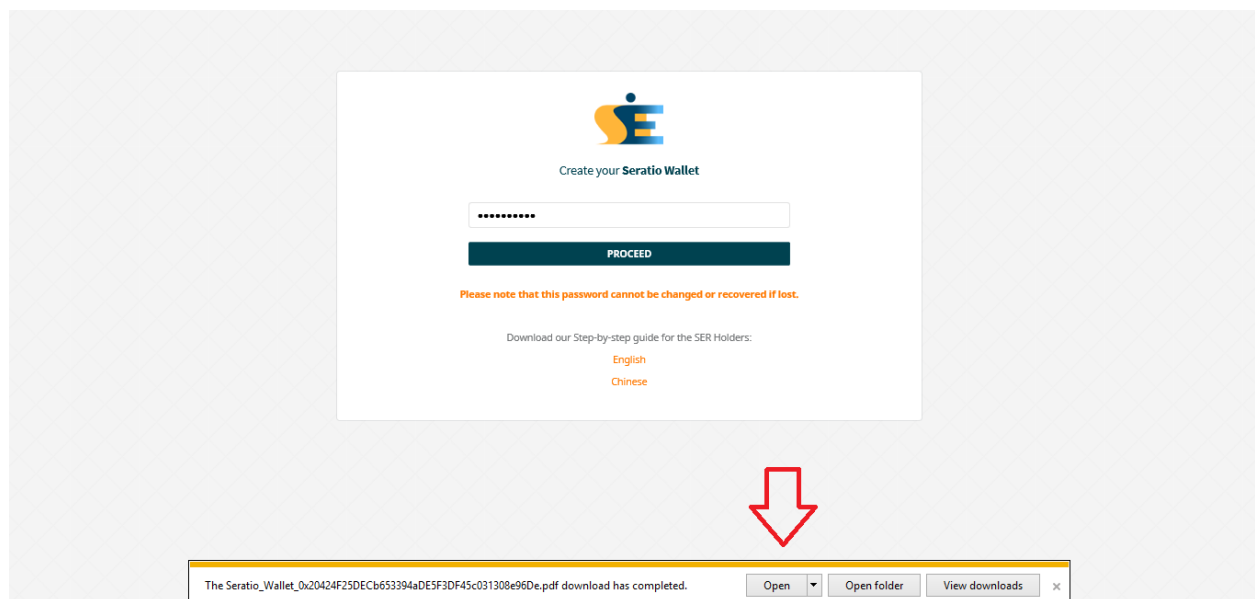 SE
Create your Seratio Wallet
••••••••••
PROCEED
Please note that this password cannot be changed or recovered if lost.
Download our Step-by-step guide for the SER Holders:
English
Chinese
The Seratio_Wallet_0x20424F25DECb653394aDE5F3DF45c031308e96De.pdf download has completed.
Open
Open folder
View downloads
×